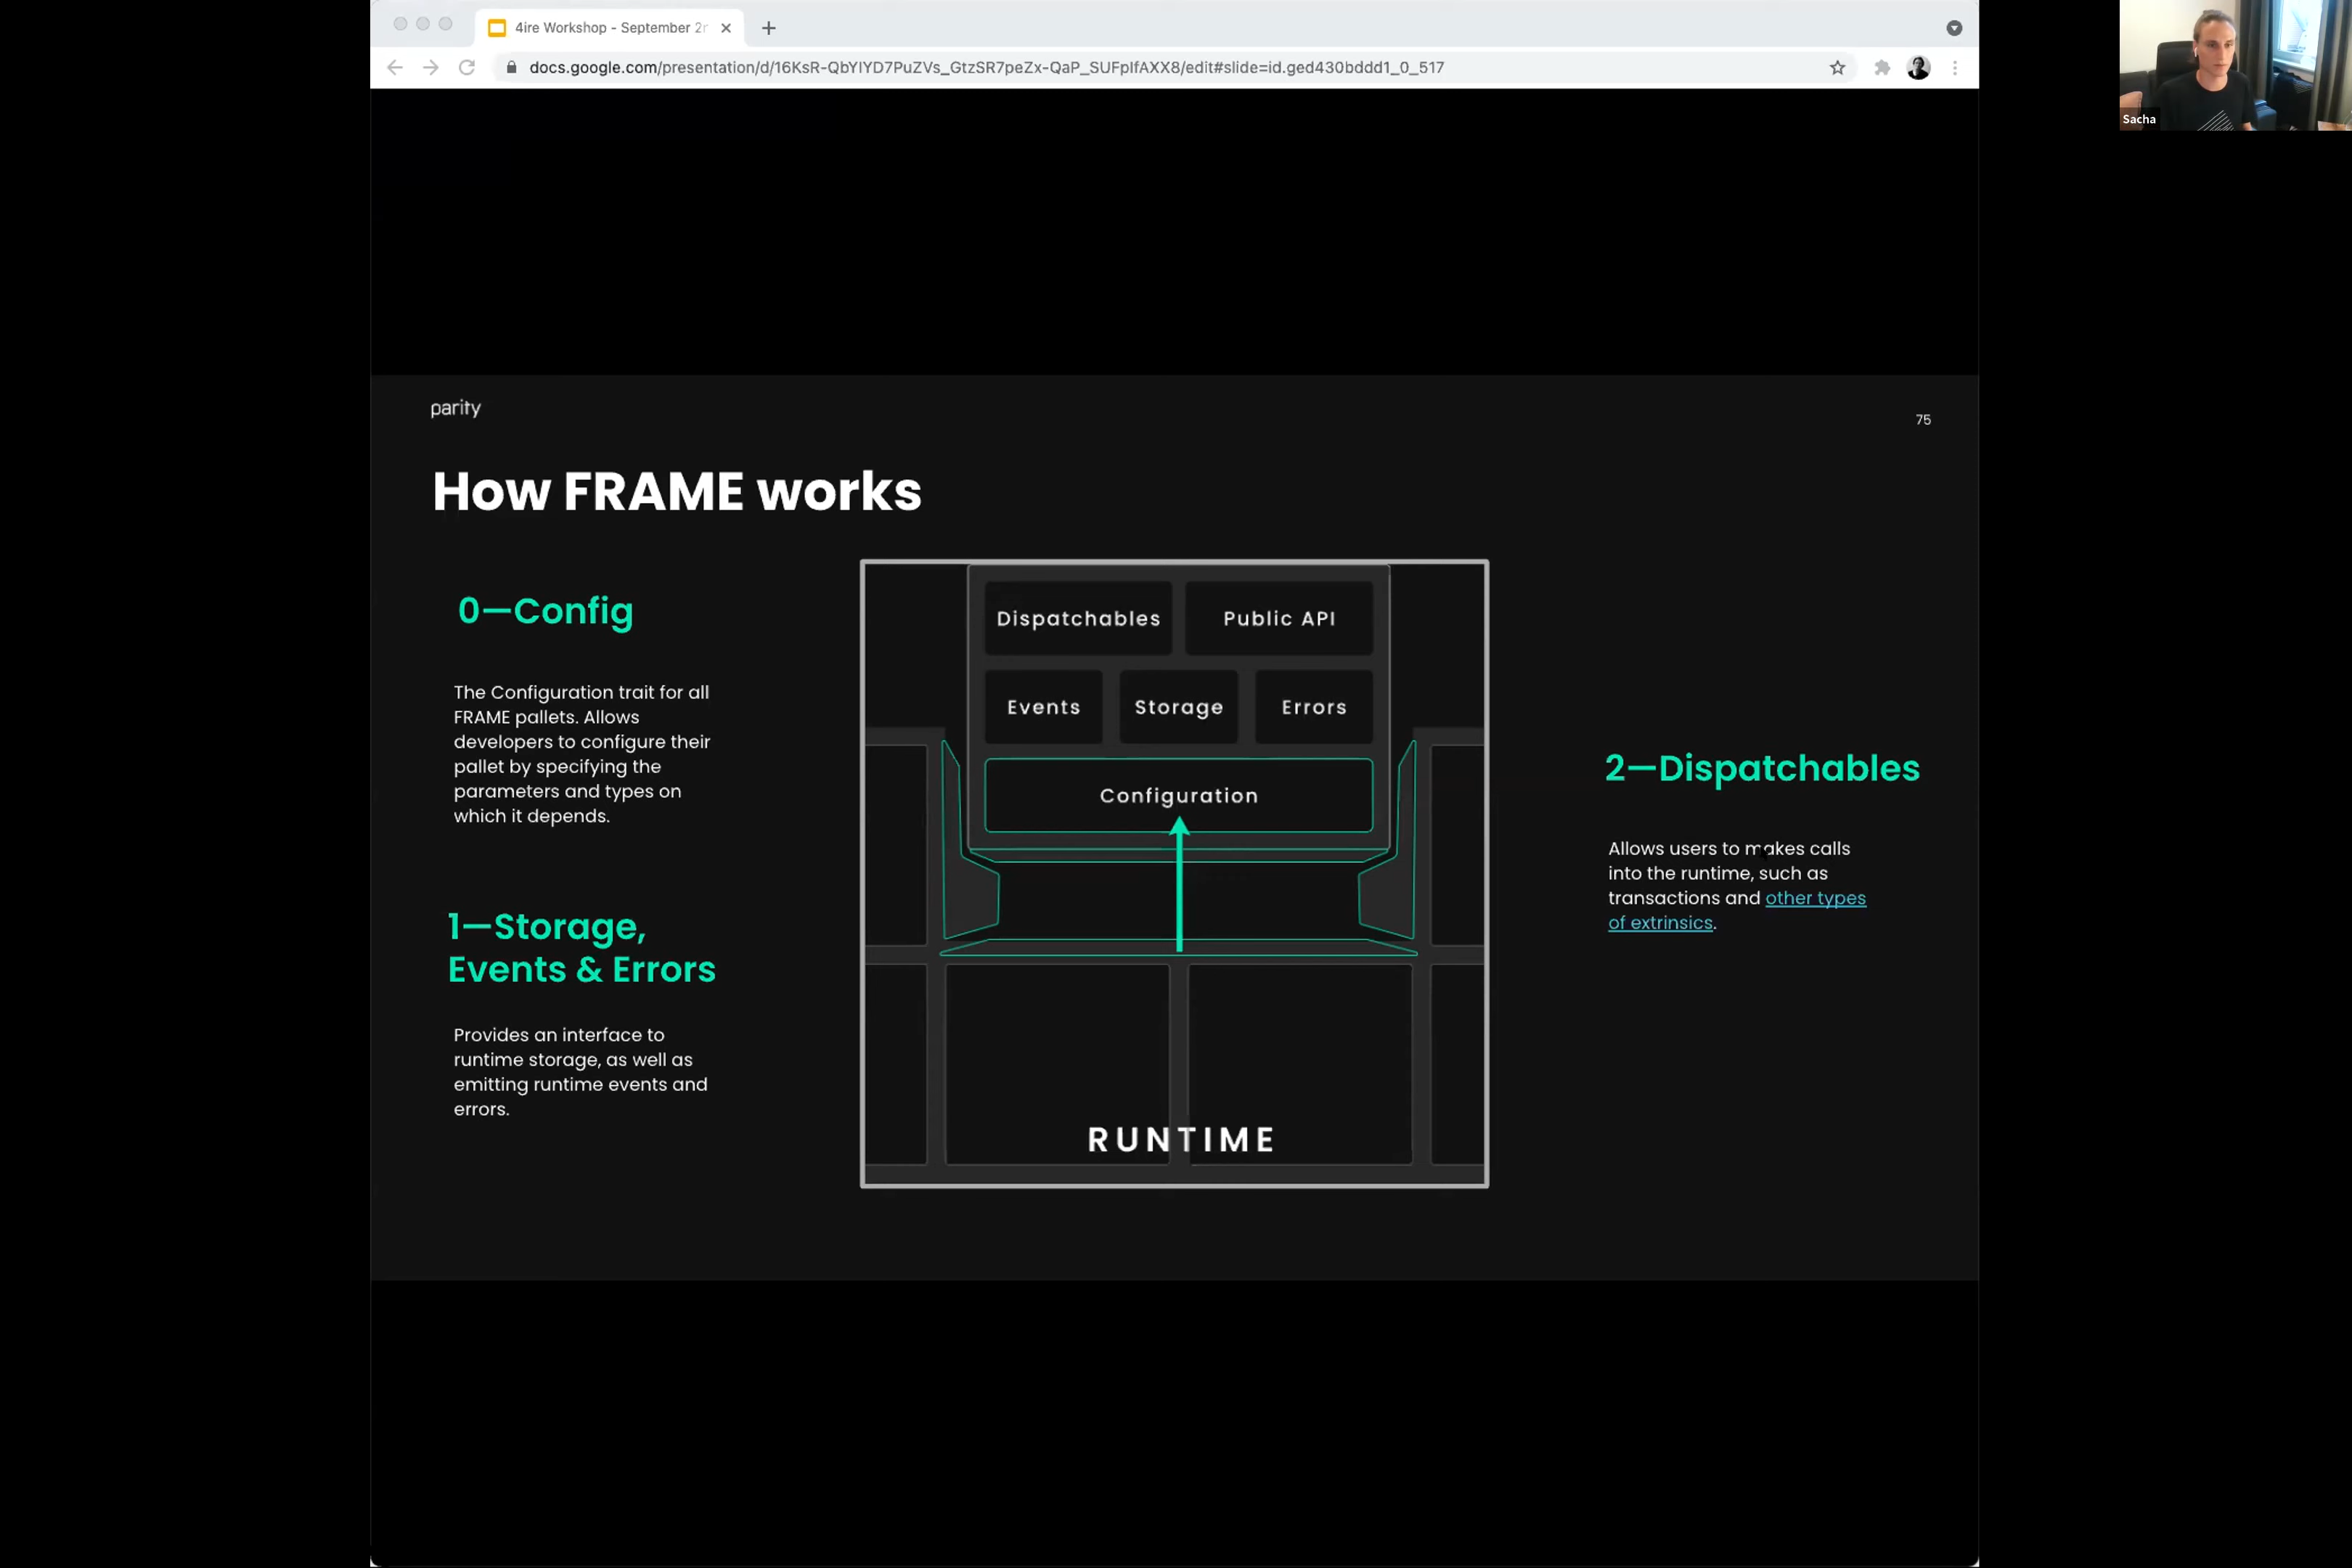 4ire Workshop - September 2
docs.google.com/presentation/d/16KsR-QbYlYD7PuZVs_GtzSR7peZx-QaP_SUFpIfAXX8/edit#slide=id.ged430bddd1_0_517
Sacha
parity
75
How FRAME works
0—Config
The Configuration trait for all
FRAME pallets. Allows
developers to configure their
pallet by specifying the
parameters and types on
which it depends.
1—Storage,
Events & Errors
Provides an interface to
runtime storage, as well as
emitting runtime events and
errors.
Dispatchables
Public API
Events
Storage
Errors
Configuration
RUNTIME
2—Dispatchables
Allows users to makes calls
into the runtime, such as
transactions and other types
of extrinsics.